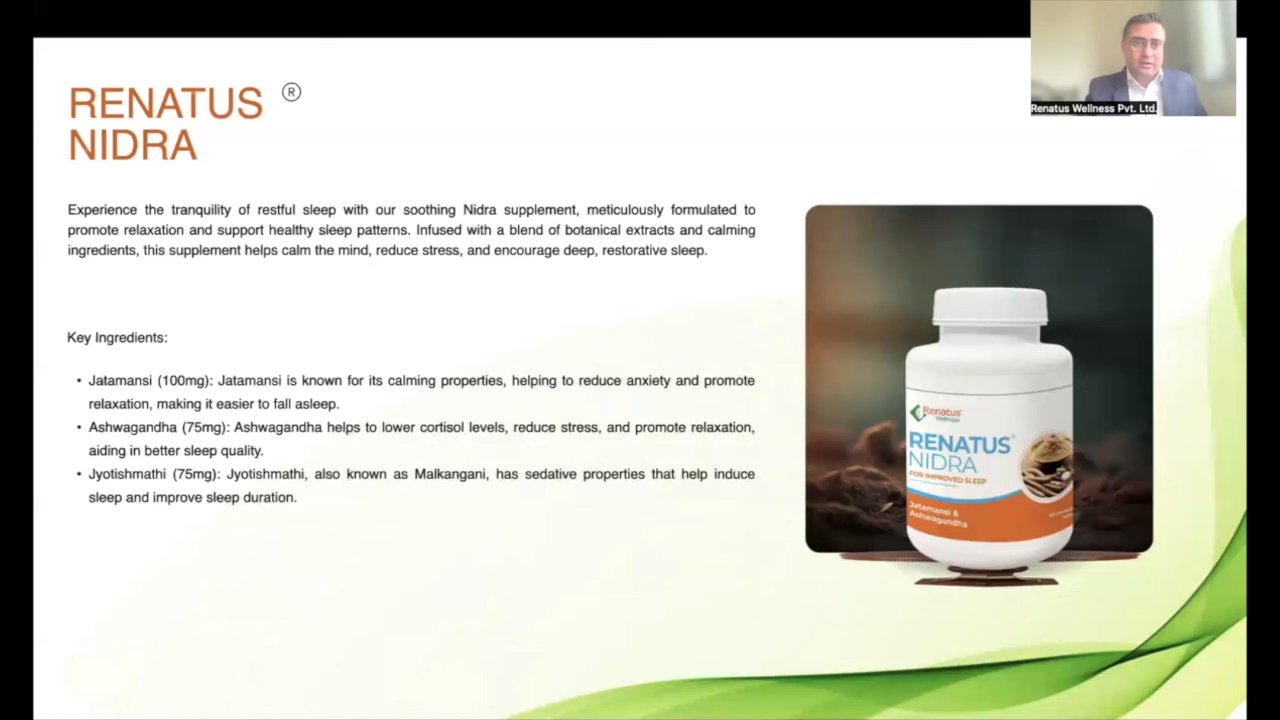 Renatus Wellness Pvt. Ltd.
RENATUS ®
NIDRA
Experience the tranquility of restful sleep with our soothing Nidra supplement, meticulously formulated to
promote relaxation and support healthy sleep patterns. Infused with a blend of botanical extracts and calming
ingredients, this supplement helps calm the mind, reduce stress, and encourage deep, restorative sleep.
Key Ingredients:
• Jatamansi (100mg): Jatamansi is known for its calming properties, helping to reduce anxiety and promote
relaxation, making it easier to fall asleep.
• Ashwagandha (75mg): Ashwagandha helps to lower cortisol levels, reduce stress, and promote relaxation,
aiding in better sleep quality.
• Jyotishmathi (75mg): Jyotishmathi, also known as Malkangani, has sedative properties that help induce
sleep and improve sleep duration.
Renatus
Wellness
RENATUS®
NIDRA
FOR IMPROVED SLEEP
Jatamansi &
Ashwagandha